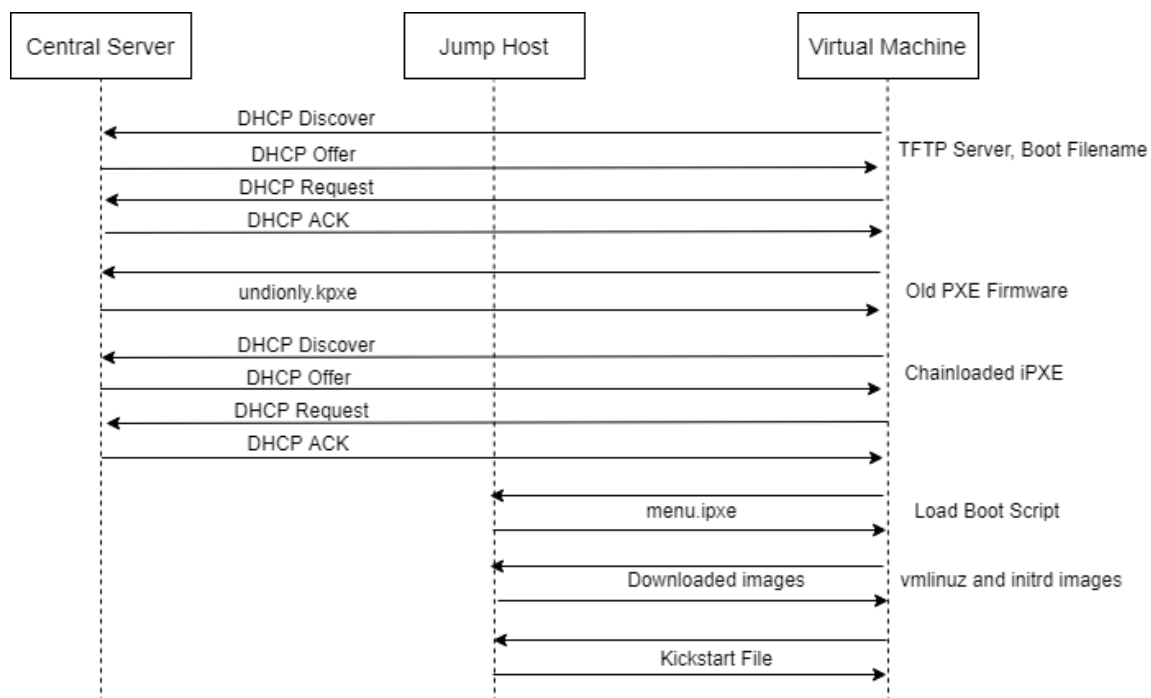 Central Server
Jump Host
Virtual Machine
DHCP Discover
DHCP Offer
TFTP Server, Boot Filename
DHCP Request
DHCP ACK
undionly.kpxe
Old PXE Firmware
DHCP Discover
DHCP Offer
Chainloaded iPXE
DHCP Request
DHCP ACK
menu.ipxe
Load Boot Script
Downloaded images
vmlinuz and initrd images
Kickstart File